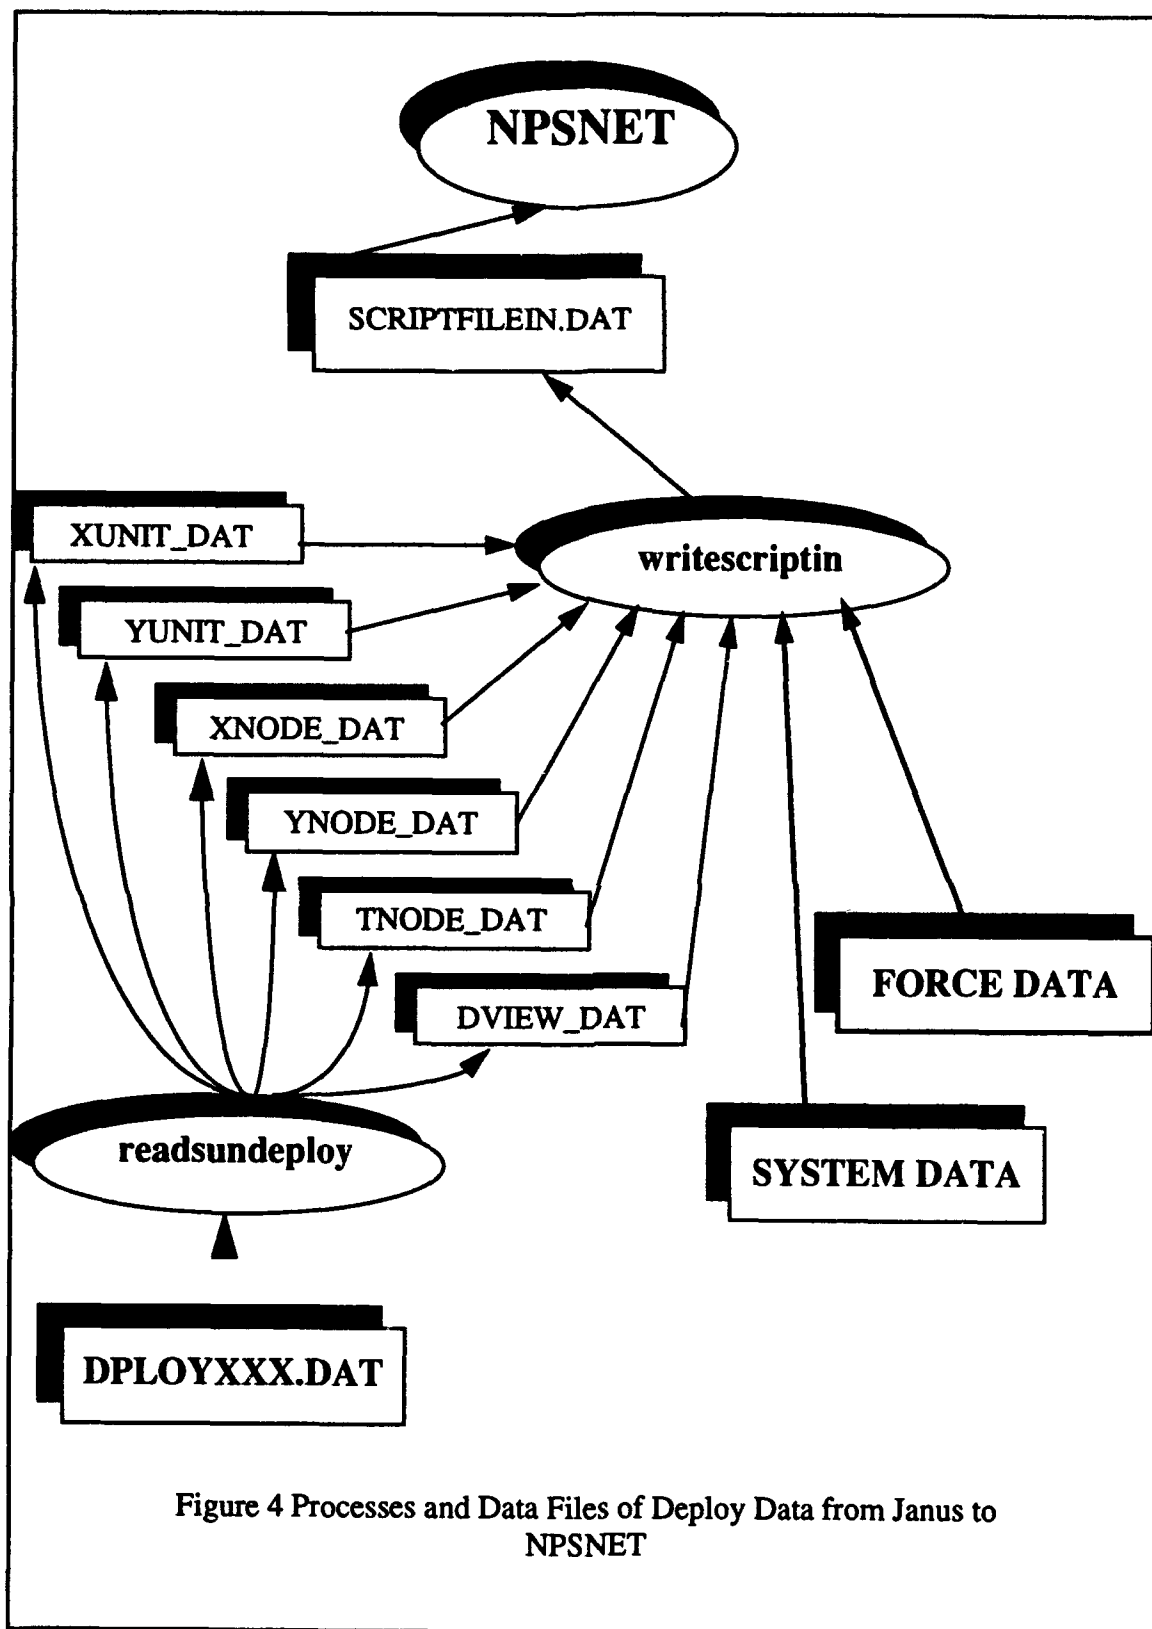 NPSNET
SCRIPTFILEIN.DAT
XUNIT_DAT
writescriptin
YUNIT_DAT
XNODE_DAT
YNODE_DAT
TNODE_DAT
FORCE DATA
DVIEW_DAT
readsundeploy
SYSTEM DATA
DPLOYXXX.DAT
Figure 4 Processes and Data Files of Deploy Data from Janus to
NPSNET